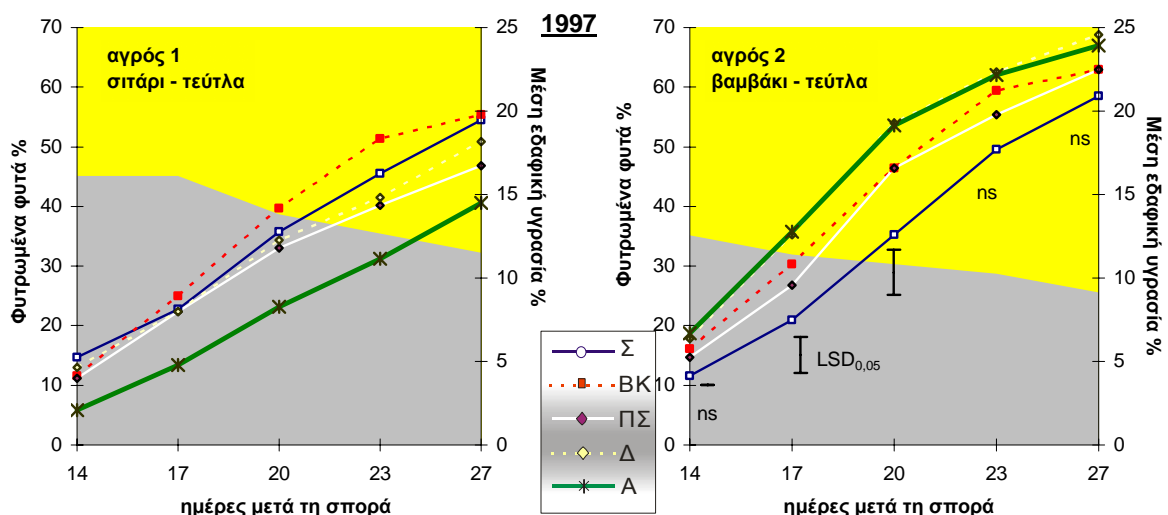 1997
αγρός 1
σιτάρι - τεύτλα
Φυτρωμένα φυτά %
70
60
50
40
30
20
10
0
14
17
20
23
27
ημέρες μετά τη σπορά
25
20
15
10
5
0
Μέση εδαφική υγρασία %
Σ
ΒΚ
ΠΣ
Δ
Α
αγρός 2
βαμβάκι - τεύτλα
Φυτρωμένα φυτά %
70
60
50
40
30
20
10
0
ns
LSD0,05
ns
ns
14
17
20
23
27
ημέρες μετά τη σπορά
25
20
15
10
5
0
Μέση εδαφική υγρασία %